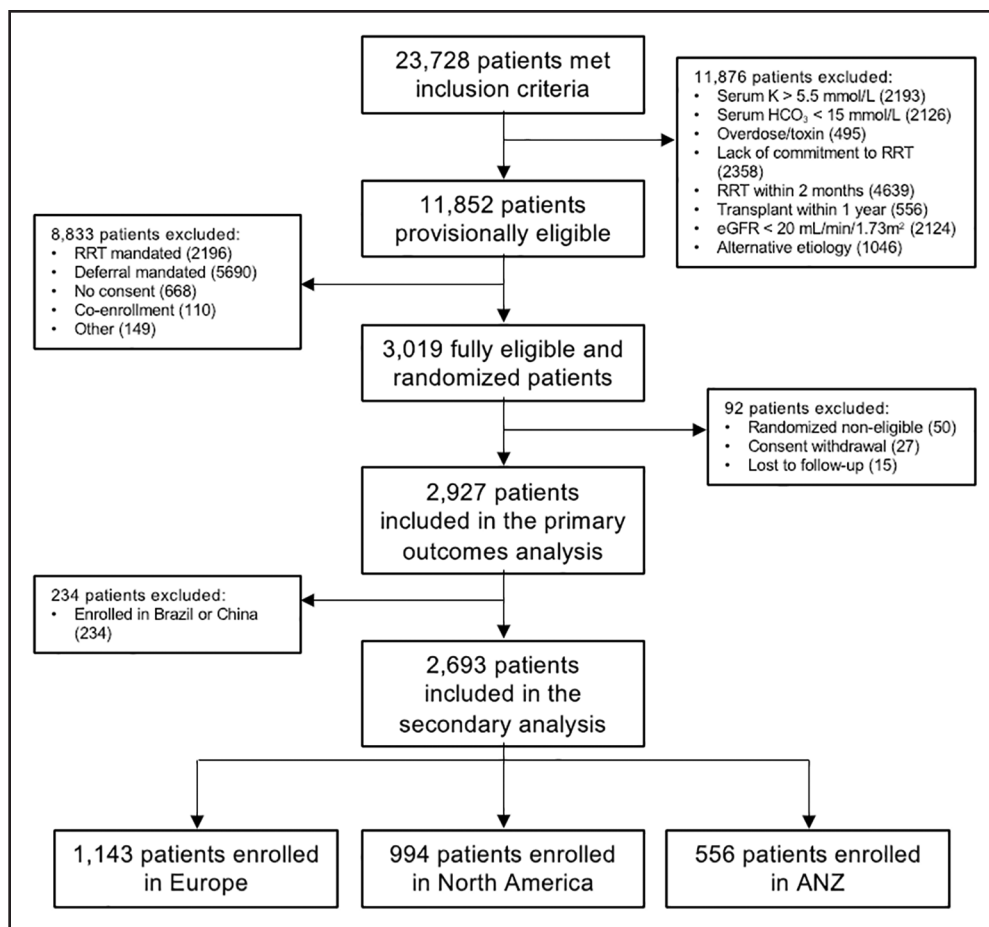 23,728 patients met
inclusion criteria
11,876 patients excluded:
• Serum K > 5.5 mmol/L (2193)
• Serum HCO₃ < 15 mmol/L (2126)
• Overdose/toxin (495)
• Lack of commitment to RRT
(2358)
• RRT within 2 months (4639)
• Transplant within 1 year (556)
• eGFR < 20 mL/min/1.73m² (2124)
• Alternative etiology (1046)
11,852 patients
provisionally eligible
8,833 patients excluded:
• RRT mandated (2196)
• Deferral mandated (5690)
• No consent (668)
• Co-enrollment (110)
• Other (149)
3,019 fully eligible and
randomized patients
92 patients excluded:
• Randomized non-eligible (50)
• Consent withdrawal (27)
• Lost to follow-up (15)
2,927 patients
included in the primary
outcomes analysis
234 patients excluded:
• Enrolled in Brazil or China
(234)
2,693 patients
included in the
secondary analysis
1,143 patients enrolled
in Europe
994 patients enrolled
in North America
556 patients enrolled
in ANZ